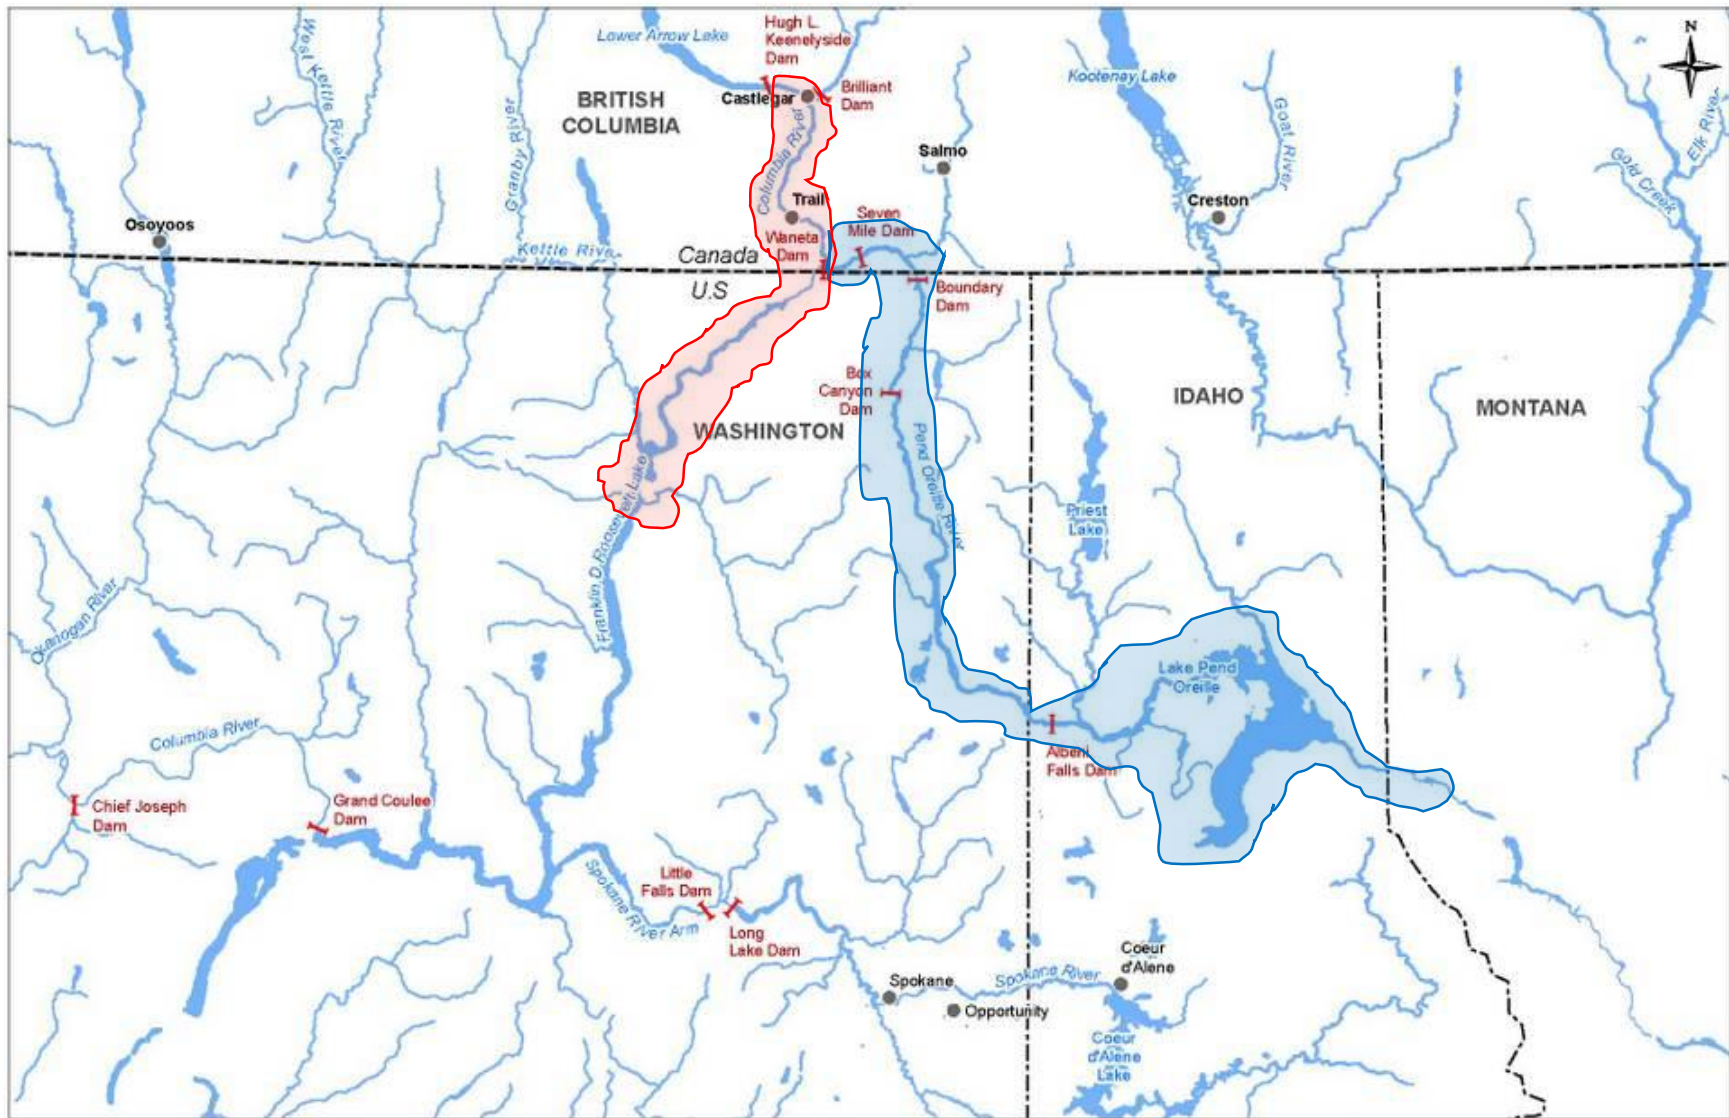 Hugh L.
Keenelyside
Dam
Lower Arrow Lake
N
Kootenay Lake
BRITISH
COLUMBIA
Castlegar
Brilliant
Dam
West Kettle River
Granby River
Columbia River
Goat River
Elk River
Gold Creek
Salmo
Creston
Trail
Osoyoos
Seven
Mile Dam
Waneta
Dam
Kettle Rive
Canada
U.S
Boundary
Dam
Box
Canyon
Dam
IDAHO
MONTANA
WASHINGTON
Pend Oreille River
Priest
Lake
Franklin D Roosevelt Lake
Okanogan River
Lake Pend
Oreille
Columbia River
Albeni
Falls Dam
Chief Joseph
Dam
Grand Coulee
Dam
Little
Falls Dam
Spokane River Arm
Long
Lake Dam
Coeur
d'Alene
Spokane
Spokane River
Opportunity
Coeur
d'Alene
Lake